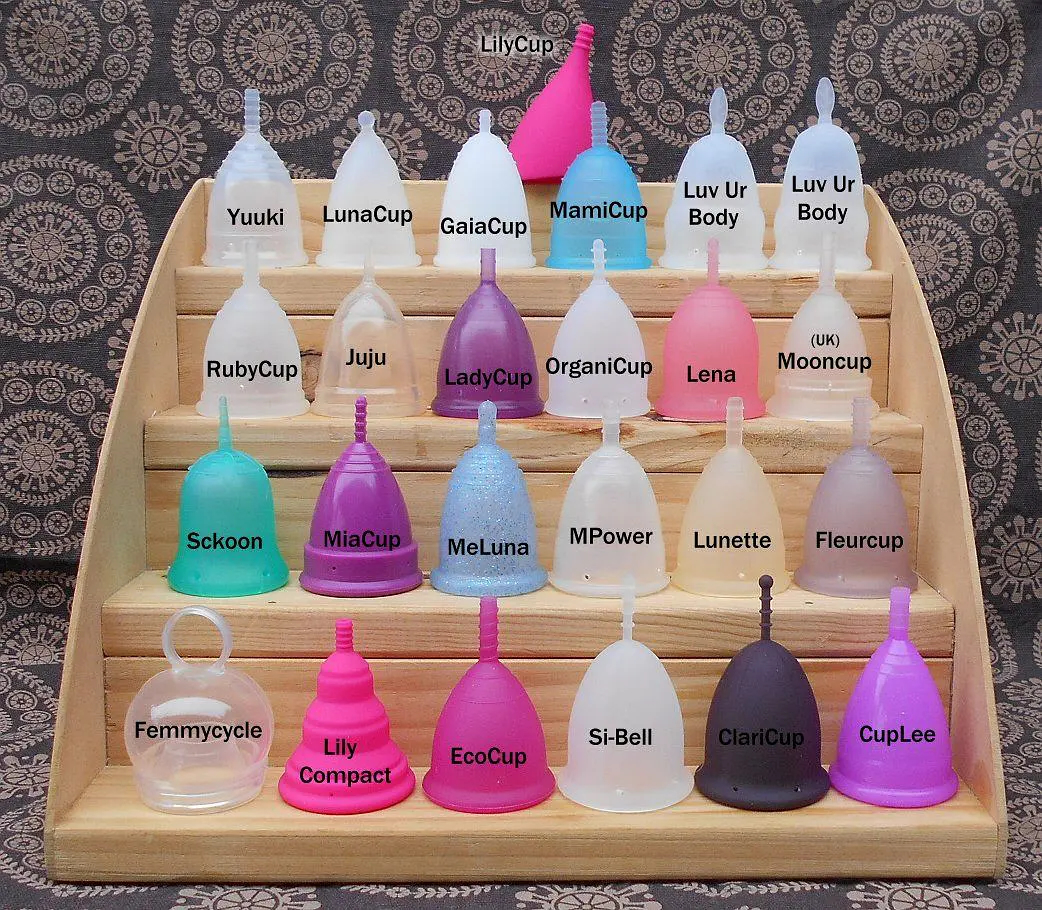 LilyCup
Yuuki
LunaCup
GaiaCup
MamiCup
Luv Ur
Body
Luv Ur
Body
RubyCup
Juju
LadyCup
OrganiCup
Lena
(UK)
Mooncup
Sckoon
MiaCup
MeLuna
MPower
Lunette
Fleurcup
Femmycycle
Lily
Compact
EcoCup
Si-Bell
ClariCup
CupLee